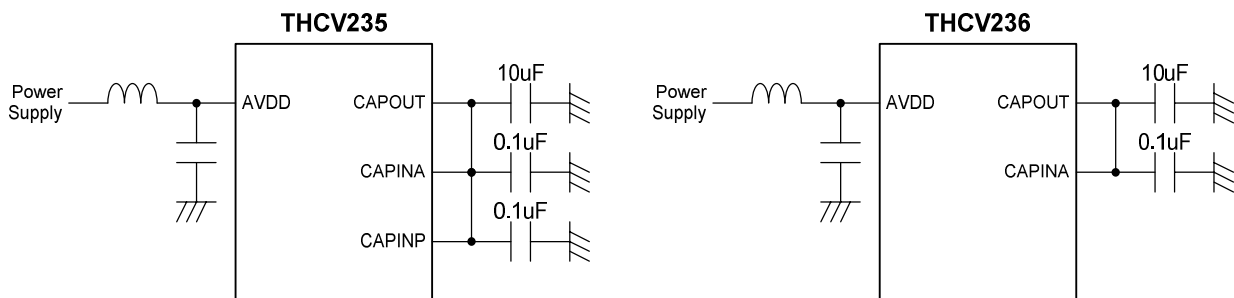 THCV235
THCV236
Power
Supply
AVDD
CAPOUT
10uF
CAPINA
0.1uF
CAPINP
0.1uF
Power
Supply
AVDD
CAPOUT
10uF
CAPINA
0.1uF